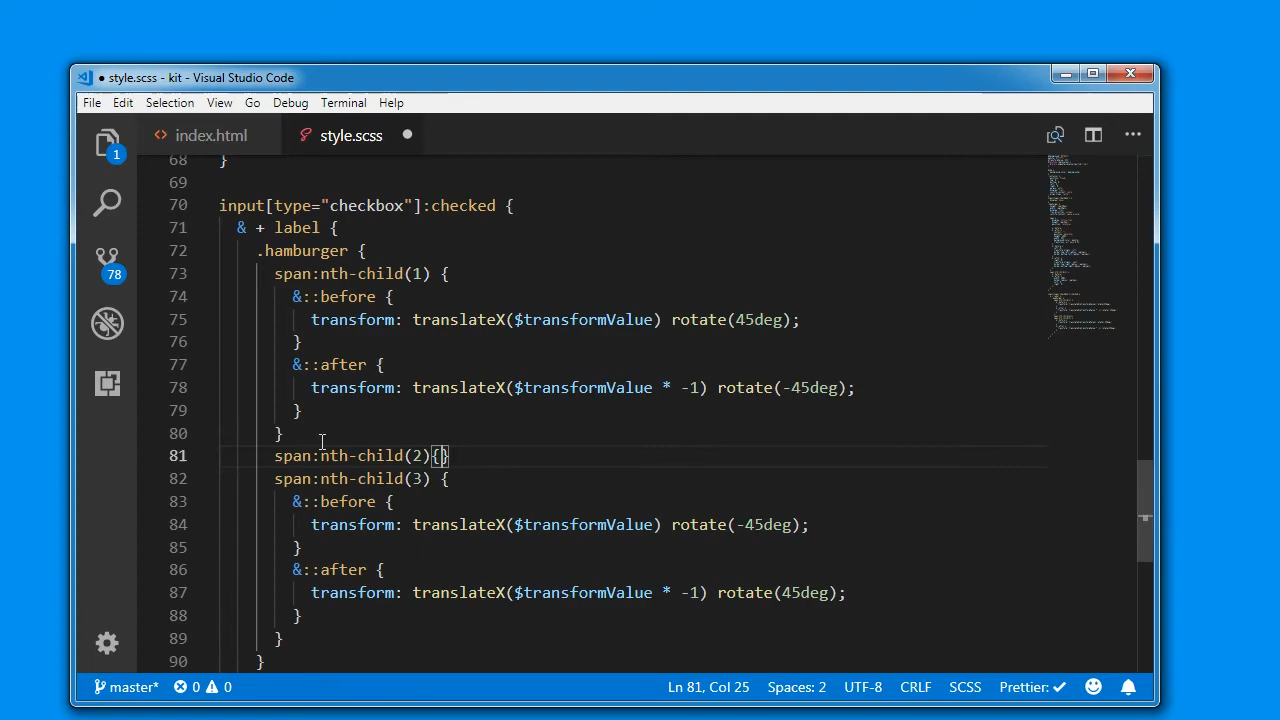 ● style.scss - kit - Visual Studio Code
File Edit Selection View Go Debug Terminal Help
index.html style.scss
1
78
68 }
69
70 input[type="checkbox"]:checked {
71 & + label {
72 .hamburger {
73 span:nth-child(1) {
74 &::before {
75 transform: translateX($transformValue) rotate(45deg);
76 }
77 &::after {
78 transform: translateX($transformValue * -1) rotate(-45deg);
79 }
80 }
81 span:nth-child(2){}
82 span:nth-child(3) {
83 &::before {
84 transform: translateX($transformValue) rotate(-45deg);
85 }
86 &::after {
87 transform: translateX($transformValue * -1) rotate(45deg);
88 }
89 }
90 }
master* 0 0 Ln 81, Col 25 Spaces: 2 UTF-8 CRLF SCSS Prettier: ✓